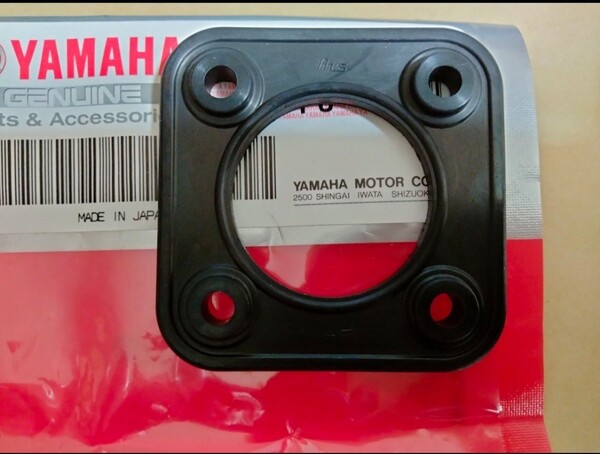 YAMAHA
GENUINE
ts & Accessori
YAMAHA MOTOR CO
2500 SHINGAI IWATA SHIZUOK
MADE IN JAPA